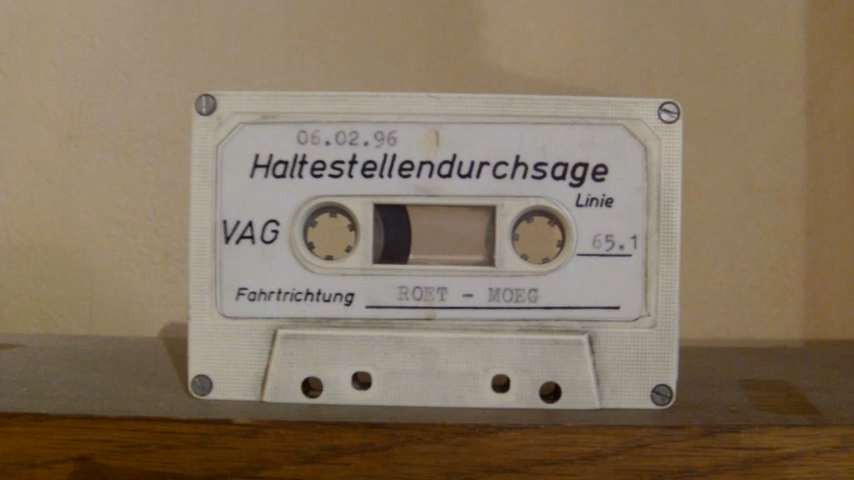 06.02.96
Haltestellendurchsage
Linie
VAG
65.1
Fahrtrichtung ROET - MOEG